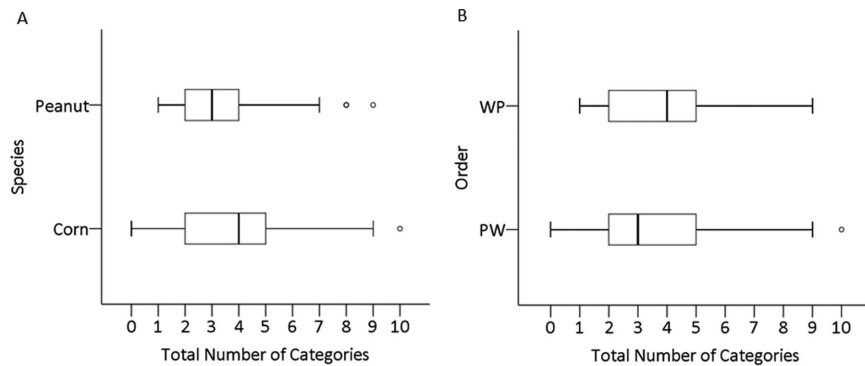 A
Species
Peanut
Corn
0 1 2 3 4 5 6 7 8 9 10
Total Number of Categories
B
Order
WP
PW
0 1 2 3 4 5 6 7 8 9 10
Total Number of Categories